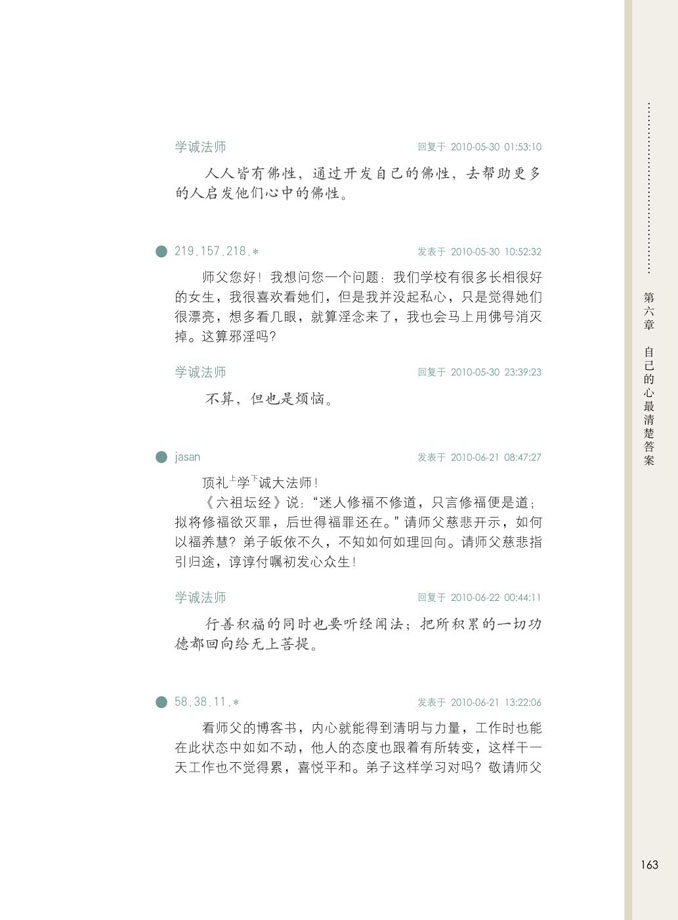 学诚法师 回复于 2010-05-30 01:53:10
人人皆有佛性，通过开发自己的佛性，去帮助更多
的人启发他们心中的佛性。
219.157.218.* 发表于 2010-05-30 10:52:32
师父您好！我想问您一个问题：我们学校有很多长相很好
的女生，我很喜欢看她们，但是我并没起私心，只是觉得她们
很漂亮，想多看几眼，就算淫念来了，我也会马上用佛号消灭
掉。这算邪淫吗？
学诚法师 回复于 2010-05-30 23:39:23
不算，但也是烦恼。
jasan 发表于 2010-06-21 08:47:27
顶礼上学下诚大法师！
《六祖坛经》说：“迷人修福不修道，只言修福便是道；
拟将修福欲灭罪，后世得福罪还在。”请师父慈悲开示，如何
以福养慧？弟子皈依不久，不知如何如理回向。请师父慈悲指
引归途，谆谆付嘱初发心众生！
学诚法师 回复于 2010-06-22 00:44:11
行善积福的同时也要听经闻法；把所积累的一切功
德都回向给无上菩提。
58.38.11.* 发表于 2010-06-21 13:22:06
看师父的博客书，内心就能得到清明与力量，工作时也能
在此状态中如如不动，他人的态度也跟着有所转变，这样干一
天工作也不觉得累，喜悦平和。弟子这样学习对吗？敬请师父
第六章 自己的心最清楚答案
163